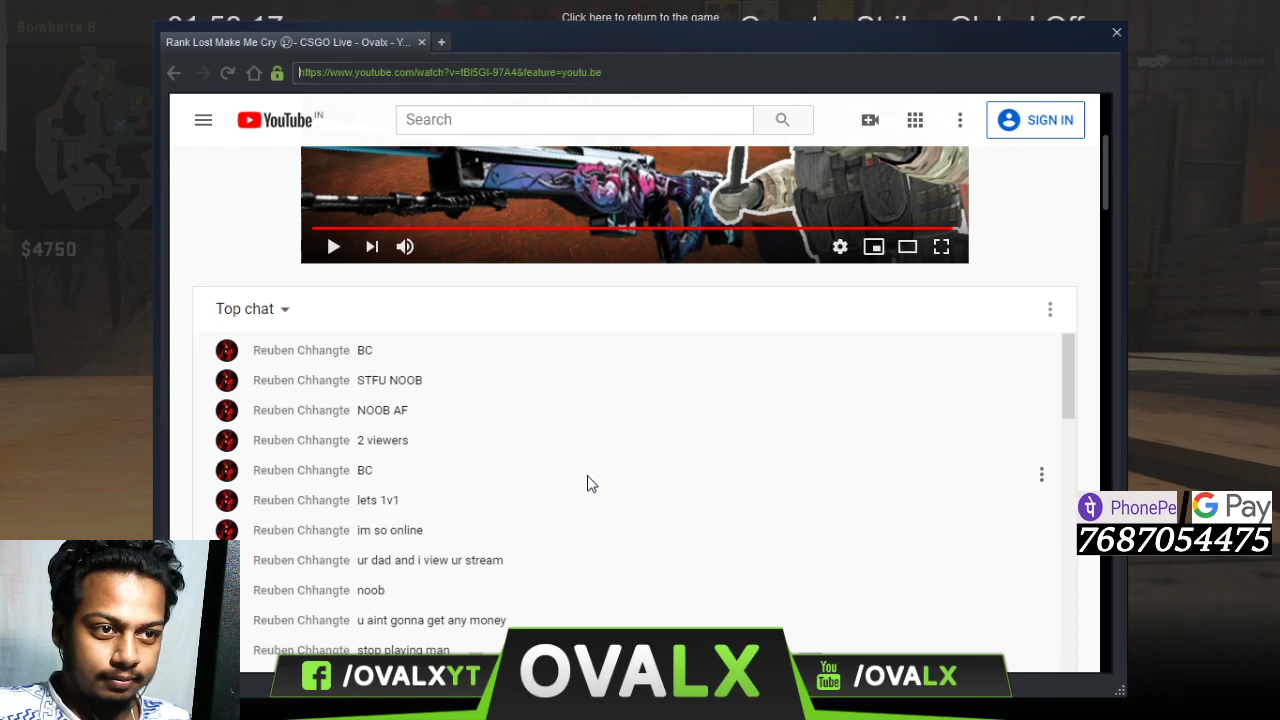 Bombsite B
Click here to return to the game
Rank Lost Make Me Cry 😢 - CSGO Live - Ovalx - Y...
https://www.youtube.com/watch?v=tBI5GI-97A4&feature=youtu.be
YouTube IN
Search
SIGN IN
$4750
Top chat
Reuben Chhangte BC
Reuben Chhangte STFU NOOB
Reuben Chhangte NOOB AF
Reuben Chhangte 2 viewers
Reuben Chhangte BC
Reuben Chhangte lets 1v1
Reuben Chhangte im so online
Reuben Chhangte ur dad and i view ur stream
Reuben Chhangte noob
Reuben Chhangte u aint gonna get any money
Reuben Chhangte stop playing man
PhonePe
G Pay
7687054475
/OVALXYT
OVALX
You Tube /OVALX